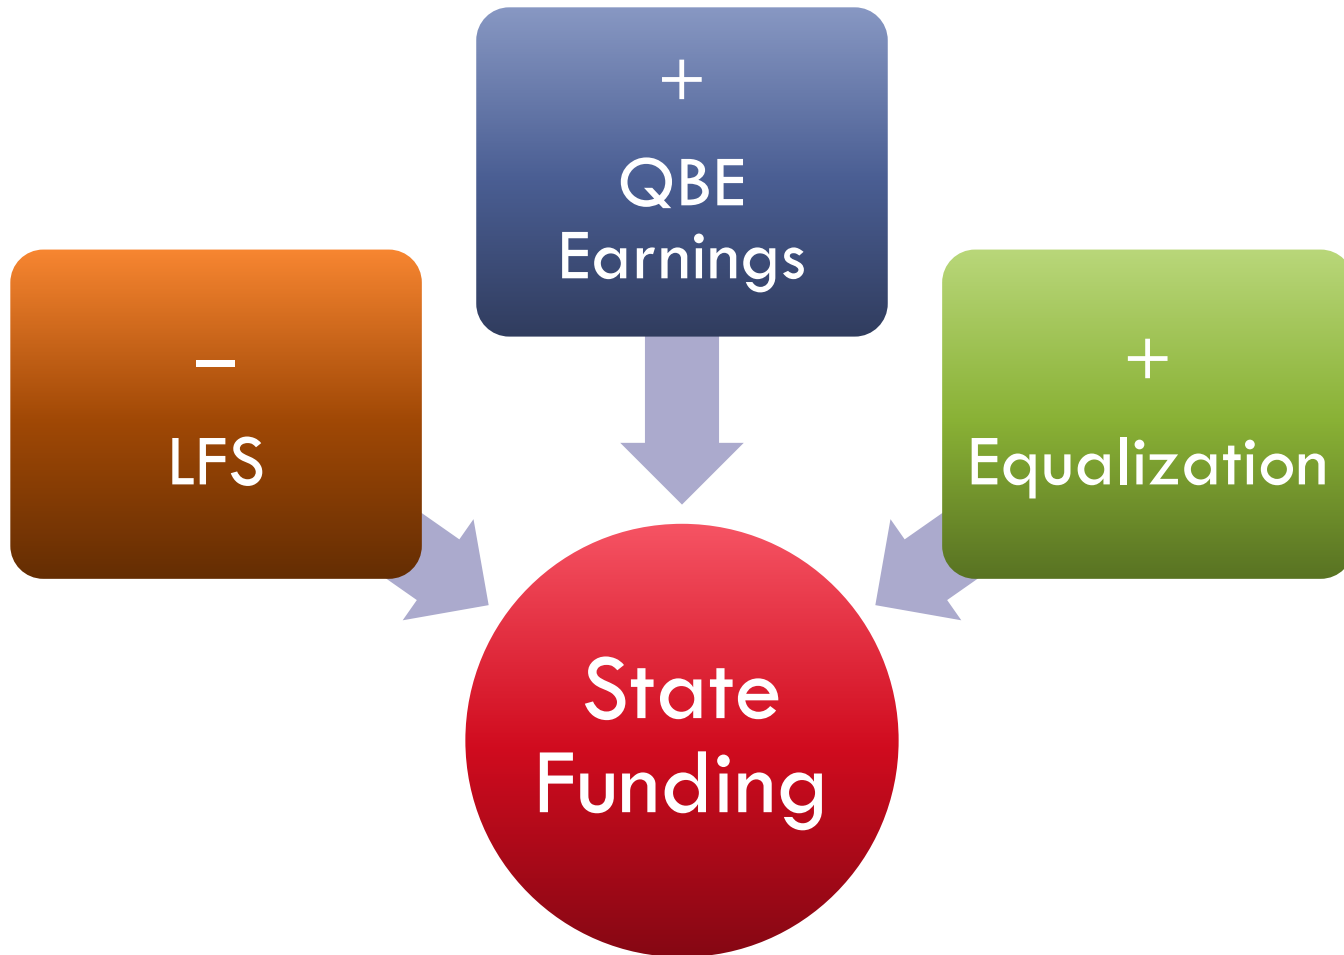 –
LFS
+
QBE
Earnings
+
Equalization
State
Funding